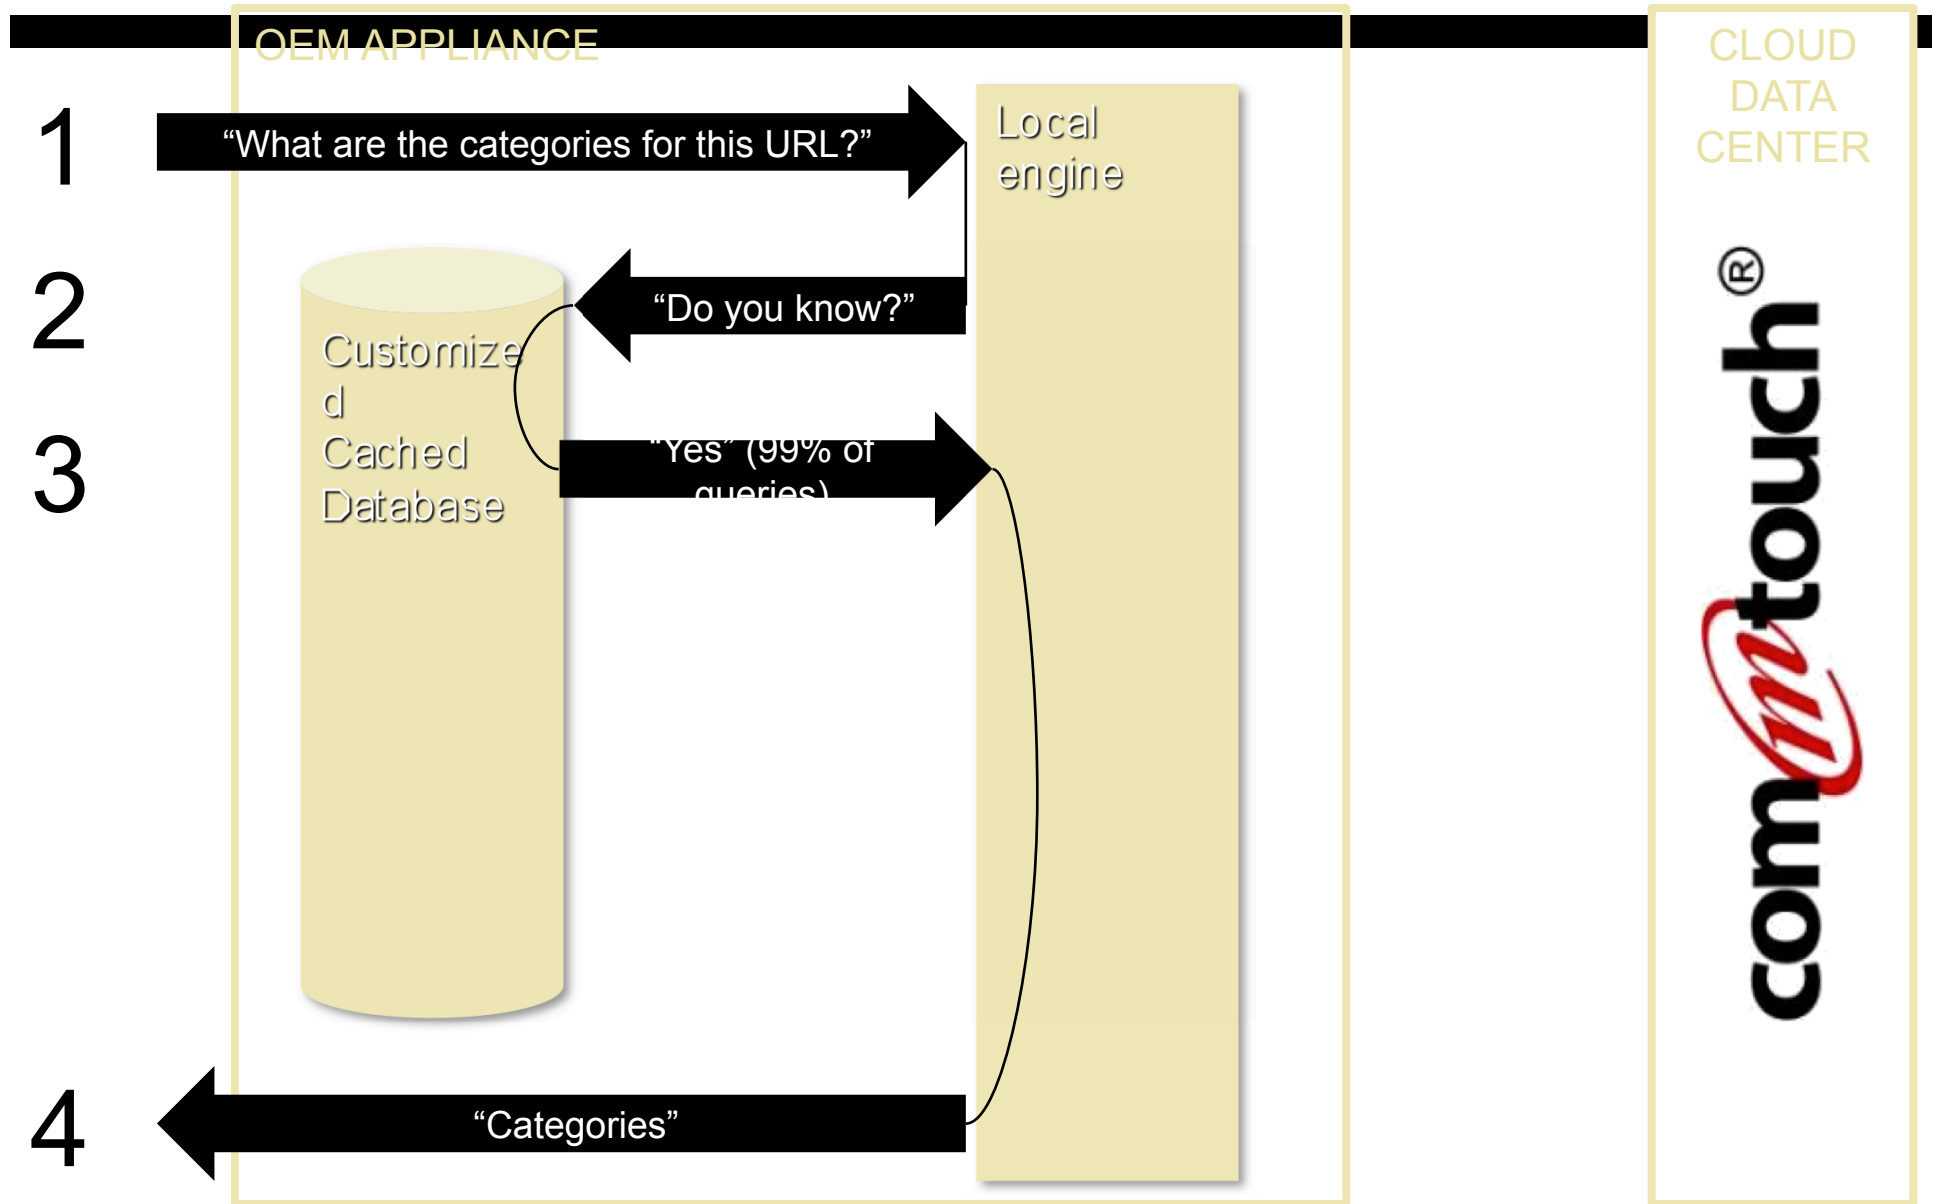 OEM APPLIANCE
CLOUD
DATA
CENTER
1
“What are the categories for this URL?”
Local
engine
2
“Do you know?”
Customize
d
Cached
Database
3
“Yes” (99% of
queries)
4
“Categories”
commtouch®